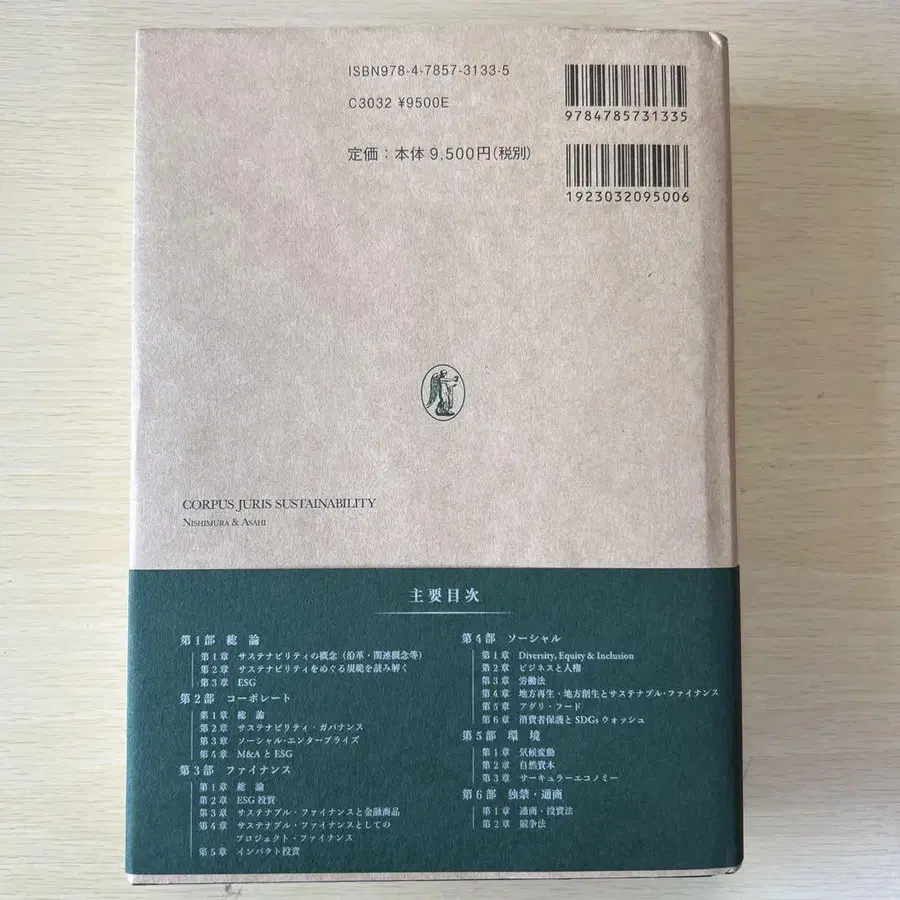 ISBN978-4-7857-3133-5
C3032 ¥9500E
定価：本体 9,500円(税別)
9784785731335
1923032095006
CORPUS JURIS SUSTAINABILITY
NISHIMURA & ASAHI
主要目次
第1部 総論
第1章 サステナビリティの概念（沿革・関連概念等）
第2章 サステナビリティをめぐる規範を読み解く
第3章 ESG
第2部 コーポレート
第1章 総論
第2章 サステナビリティ・ガバナンス
第3章 ソーシャル・エンタープライズ
第4章 M&AとESG
第3部 ファイナンス
第1章 総論
第2章 ESG投資
第3章 サステナブル・ファイナンスと金融商品
第4章 サステナブル・ファイナンスとしての
プロジェクト・ファイナンス
第5章 インパクト投資
第4部 ソーシャル
第1章 Diversity, Equity & Inclusion
第2章 ビジネスと人権
第3章 労働法
第4章 地方再生・地方創生とサステナブル・ファイナンス
第5章 アグリ・フード
第6章 消費者保護とSDGsウォッシュ
第5部 環境
第1章 気候変動
第2章 自然資本
第3章 サーキュラーエコノミー
第6部 独禁・通商
第1章 通商・投資法
第2章 競争法